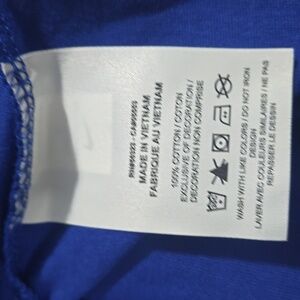 MADE IN VIETNAM
FABRIQUE AU VIETNAM
100% COTTON / COTON
EXCLUSIVE OF DECORATION /
DECORATION NON COMPRISE
WASH WITH LIKE COLORS / DO NOT IRON
DESIGN
LAVER AVEC COULEURS SIMILAIRES / NE PAS
REPASSER LE DESSIN